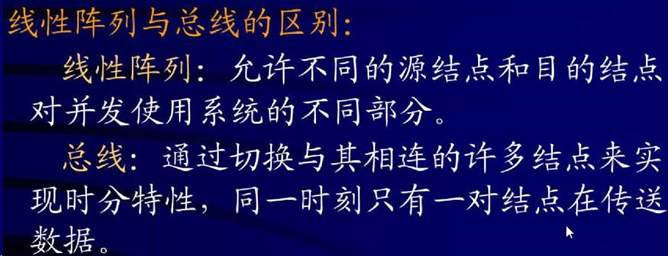 线性阵列与总线的区别：
线性阵列：允许不同的源结点和目的结点
对并发使用系统的不同部分。
总线：通过切换与其相连的许多结点来实
现时分特性，同一时刻只有一对结点在传送
数据。